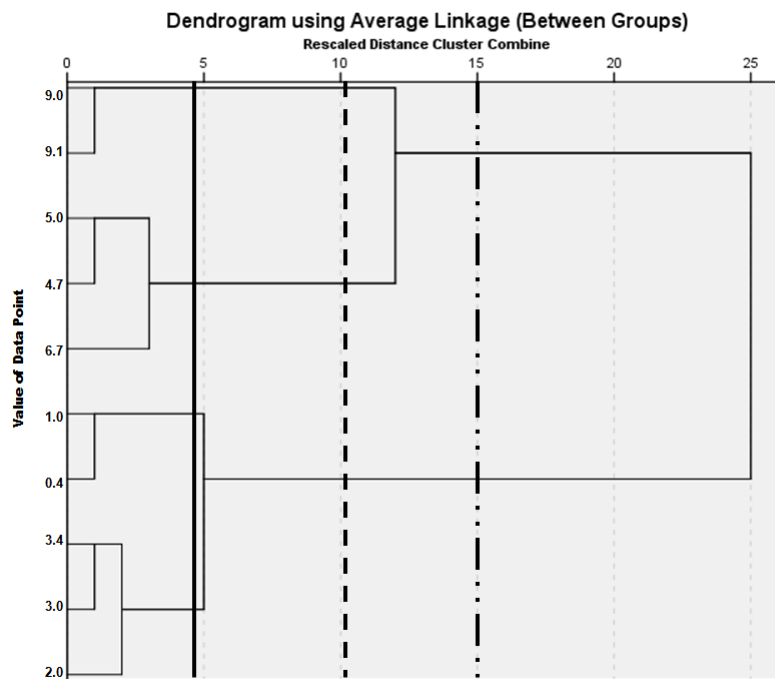 Dendrogram using Average Linkage (Between Groups)
Rescaled Distance Cluster Combine
0 5 10 15 20 25
Value of Data Point
9.0
9.1
5.0
4.7
6.7
1.0
0.4
3.4
3.0
2.0